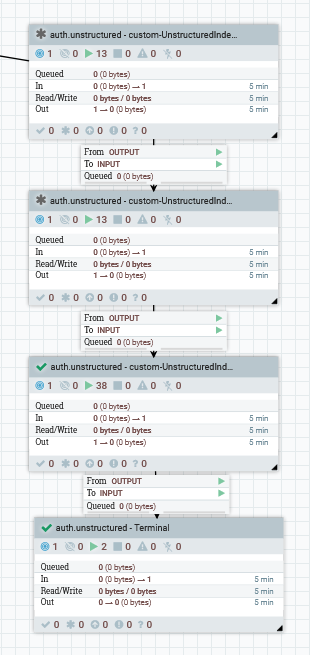 auth.unstructured - custom-UnstructuredInde...
1 0 13 0 0 0
Queued 0 (0 bytes)
In 0 (0 bytes) → 1 5 min
Read/Write 0 bytes / 0 bytes 5 min
Out 1 → 0 (0 bytes) 5 min
0 0 0 0 ? 0
From OUTPUT
To INPUT
Queued 0 (0 bytes)
auth.unstructured - custom-UnstructuredInd...
1 0 13 0 0 0
Queued 0 (0 bytes)
In 0 (0 bytes) → 1 5 min
Read/Write 0 bytes / 0 bytes 5 min
Out 1 → 0 (0 bytes) 5 min
0 0 0 0 ? 0
From OUTPUT
To INPUT
Queued 0 (0 bytes)
auth.unstructured - custom-UnstructuredInd...
1 0 38 0 0 0
Queued 0 (0 bytes)
In 0 (0 bytes) → 1 5 min
Read/Write 0 bytes / 0 bytes 5 min
Out 1 → 0 (0 bytes) 5 min
0 0 0 0 ? 0
From OUTPUT
To INPUT
Queued 0 (0 bytes)
auth.unstructured - Terminal
1 0 2 0 0 0
Queued 0 (0 bytes)
In 0 (0 bytes) → 1 5 min
Read/Write 0 bytes / 0 bytes 5 min
Out 0 → 0 (0 bytes) 5 min
0 0 0 0 ? 0